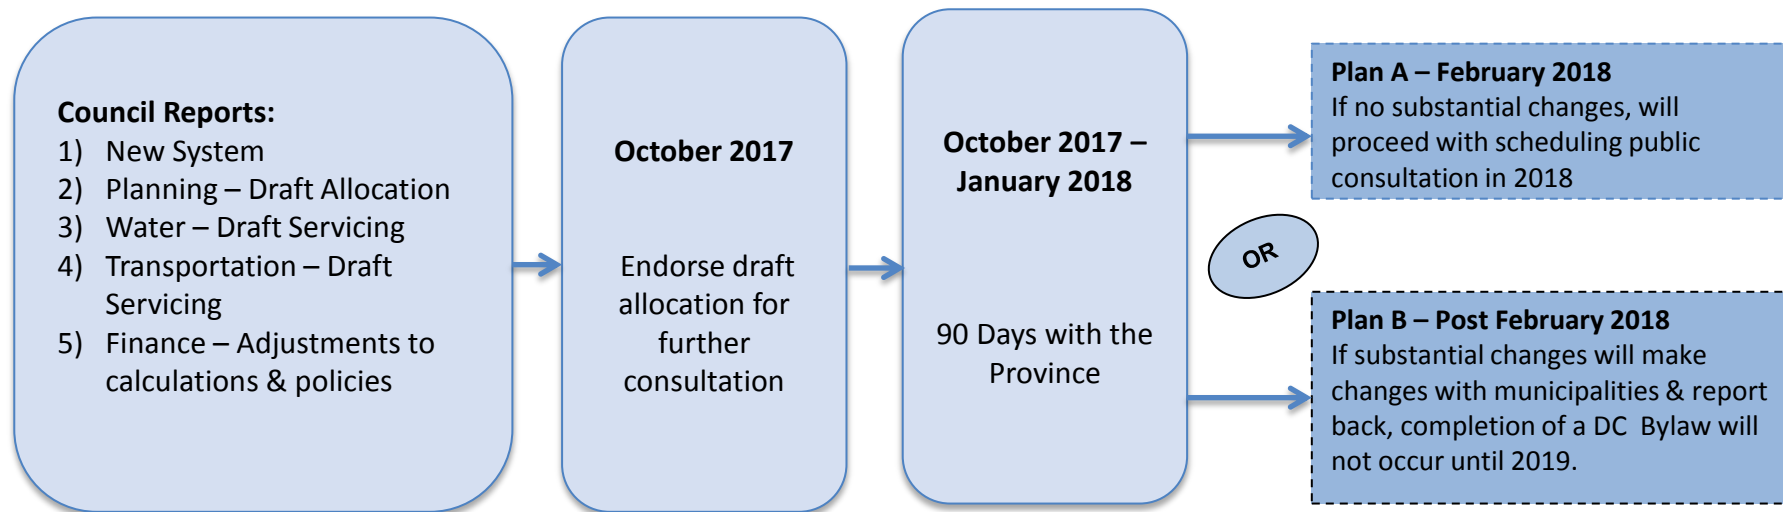 Council Reports:
1) New System
2) Planning – Draft Allocation
3) Water – Draft Servicing
4) Transportation – Draft
Servicing
5) Finance – Adjustments to
calculations & policies
October 2017
Endorse draft
allocation for
further
consultation
October 2017 –
January 2018
90 Days with the
Province
Plan A – February 2018
If no substantial changes, will
proceed with scheduling public
consultation in 2018
OR
Plan B – Post February 2018
If substantial changes will make
changes with municipalities & report
back, completion of a DC Bylaw will
not occur until 2019.